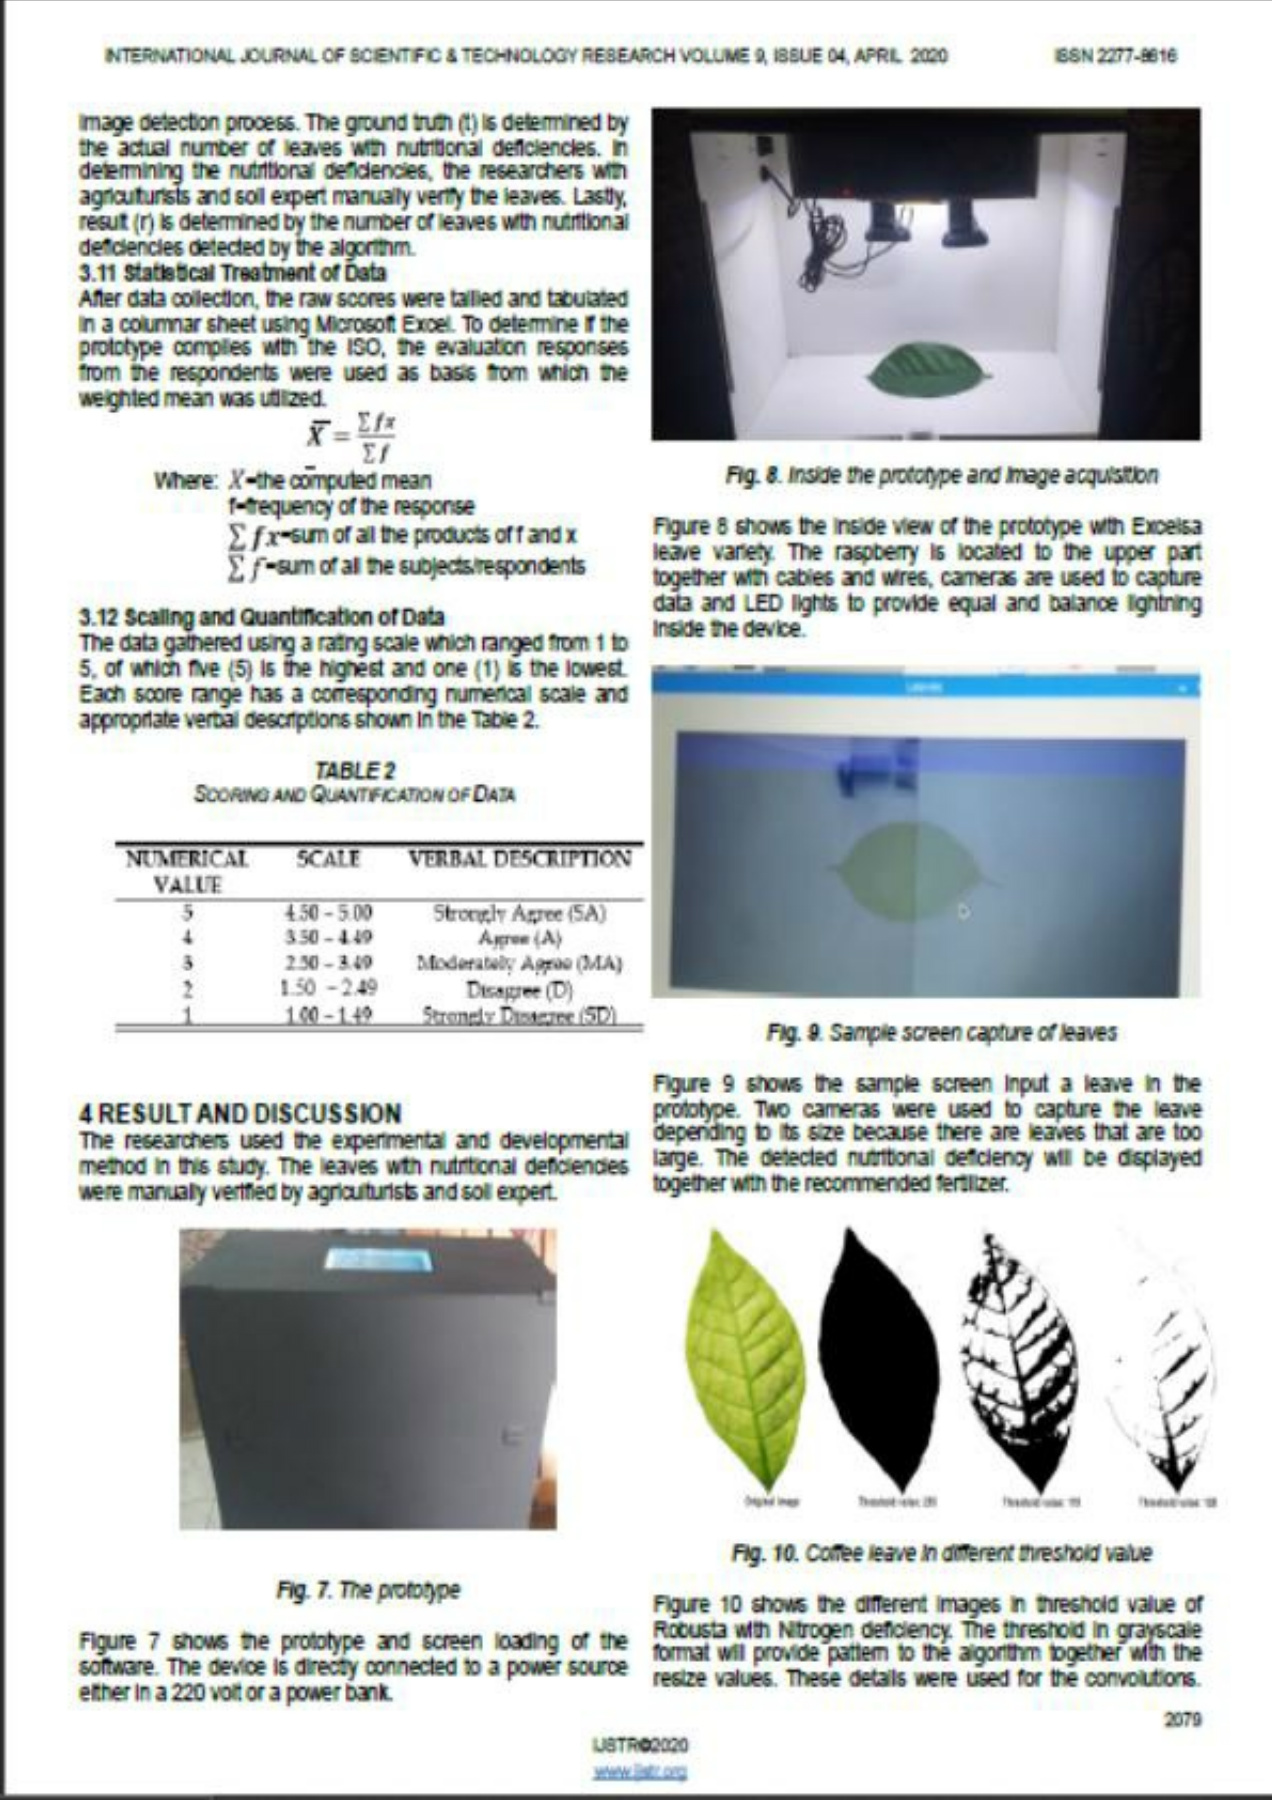 INTERNATIONAL JOURNAL OF SCIENTIFIC & TECHNOLOGY RESEARCH VOLUME 9, ISSUE 04, APRIL 2020 ISSN 2277-8616
image detection process. The ground truth (t) is determined by
the actual number of leaves with nutritional deficiencies. In
determining the nutritional deficiencies, the researchers with
agriculturists and soil expert manually verify the leaves. Lastly,
result (r) is determined by the number of leaves with nutritional
deficiencies detected by the algorithm.
3.11 Statistical Treatment of Data
After data collection, the raw scores were tallied and tabulated
in a columnar sheet using Microsoft Excel. To determine if the
prototype complies with the ISO, the evaluation responses
from the respondents were used as basis from which the
weighted mean was utilized.
X̅ = ∑fx / ∑f
Where: X̅=the computed mean
f=frequency of the response
∑fx=sum of all the products of f and x
∑f=sum of all the subjects/respondents
3.12 Scaling and Quantification of Data
The data gathered using a rating scale which ranged from 1 to
5, of which five (5) is the highest and one (1) is the lowest.
Each score range has a corresponding numerical scale and
appropriate verbal descriptions shown in the Table 2.
TABLE 2
SCORING AND QUANTIFICATION OF DATA
NUMERICAL SCALE VERBAL DESCRIPTION
VALUE
5 4.50 – 5.00 Strongly Agree (SA)
4 3.50 – 4.49 Agree (A)
3 2.50 – 3.49 Moderately Agree (MA)
2 1.50 – 2.49 Disagree (D)
1 1.00 – 1.49 Strongly Disagree (SD)
4 RESULT AND DISCUSSION
The researchers used the experimental and developmental
method in this study. The leaves with nutritional deficiencies
were manually verified by agriculturists and soil expert.
Fig. 7. The prototype
Figure 7 shows the prototype and screen loading of the
software. The device is directly connected to a power source
either in a 220 volt or a power bank.
Fig. 8. Inside the prototype and image acquisition
Figure 8 shows the inside view of the prototype with Excelsa
leave variety. The raspberry is located to the upper part
together with cables and wires, cameras are used to capture
data and LED lights to provide equal and balance lightning
inside the device.
Fig. 9. Sample screen capture of leaves
Figure 9 shows the sample screen input a leave in the
prototype. Two cameras were used to capture the leave
depending to its size because there are leaves that are too
large. The detected nutritional deficiency will be displayed
together with the recommended fertilizer.
Original Image Threshold value: Threshold value: Threshold value:
Fig. 10. Coffee leave in different threshold value
Figure 10 shows the different images in threshold value of
Robusta with Nitrogen deficiency. The threshold in grayscale
format will provide pattern to the algorithm together with the
resize values. These details were used for the convolutions.
2079
IJSTR©2020
www.ijstr.org